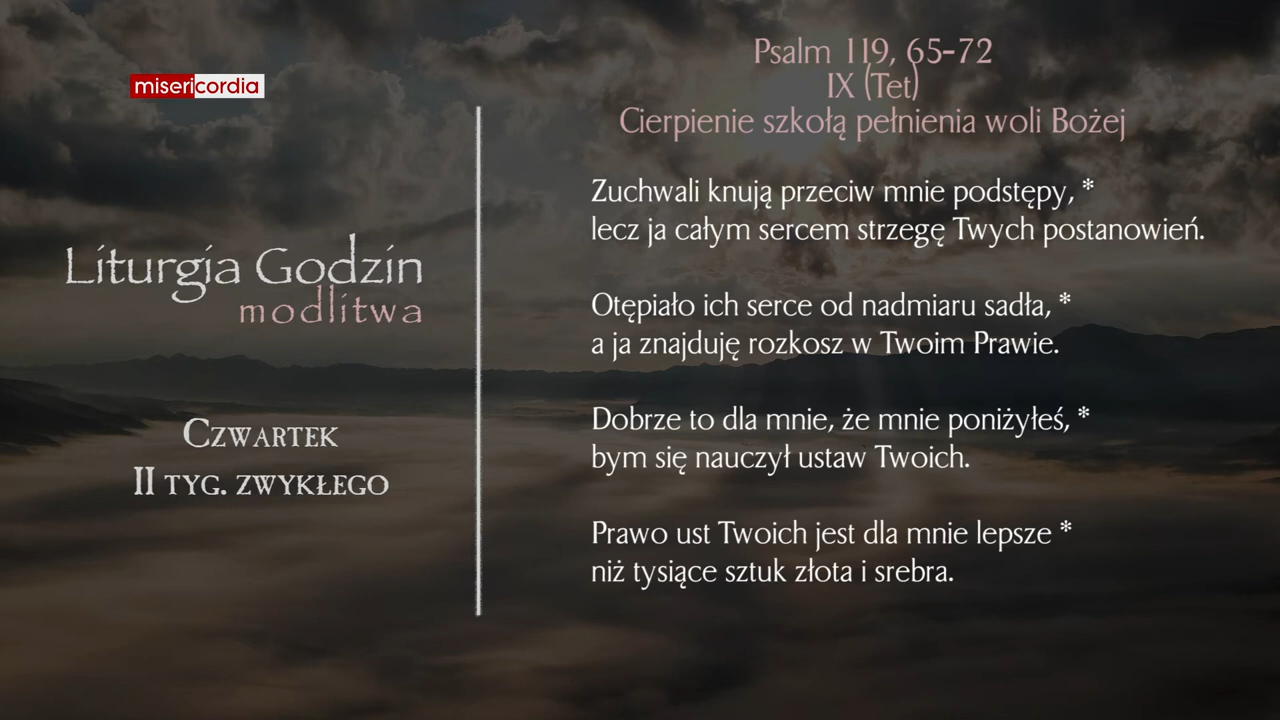 misericordia
Liturgia Godzin
modlitwa
Czwartek
II tyg. zwykłego
Psalm 119, 65-72
IX (Tet)
Cierpienie szkołą pełnienia woli Bożej
Zuchwali knują przeciw mnie podstępy, *
lecz ja całym sercem strzegę Twych postanowień.
Otępiało ich serce od nadmiaru sadła, *
a ja znajduję rozkosz w Twoim Prawie.
Dobrze to dla mnie, że mnie poniżyłeś, *
bym się nauczył ustaw Twoich.
Prawo ust Twoich jest dla mnie lepsze *
niż tysiące sztuk złota i srebra.